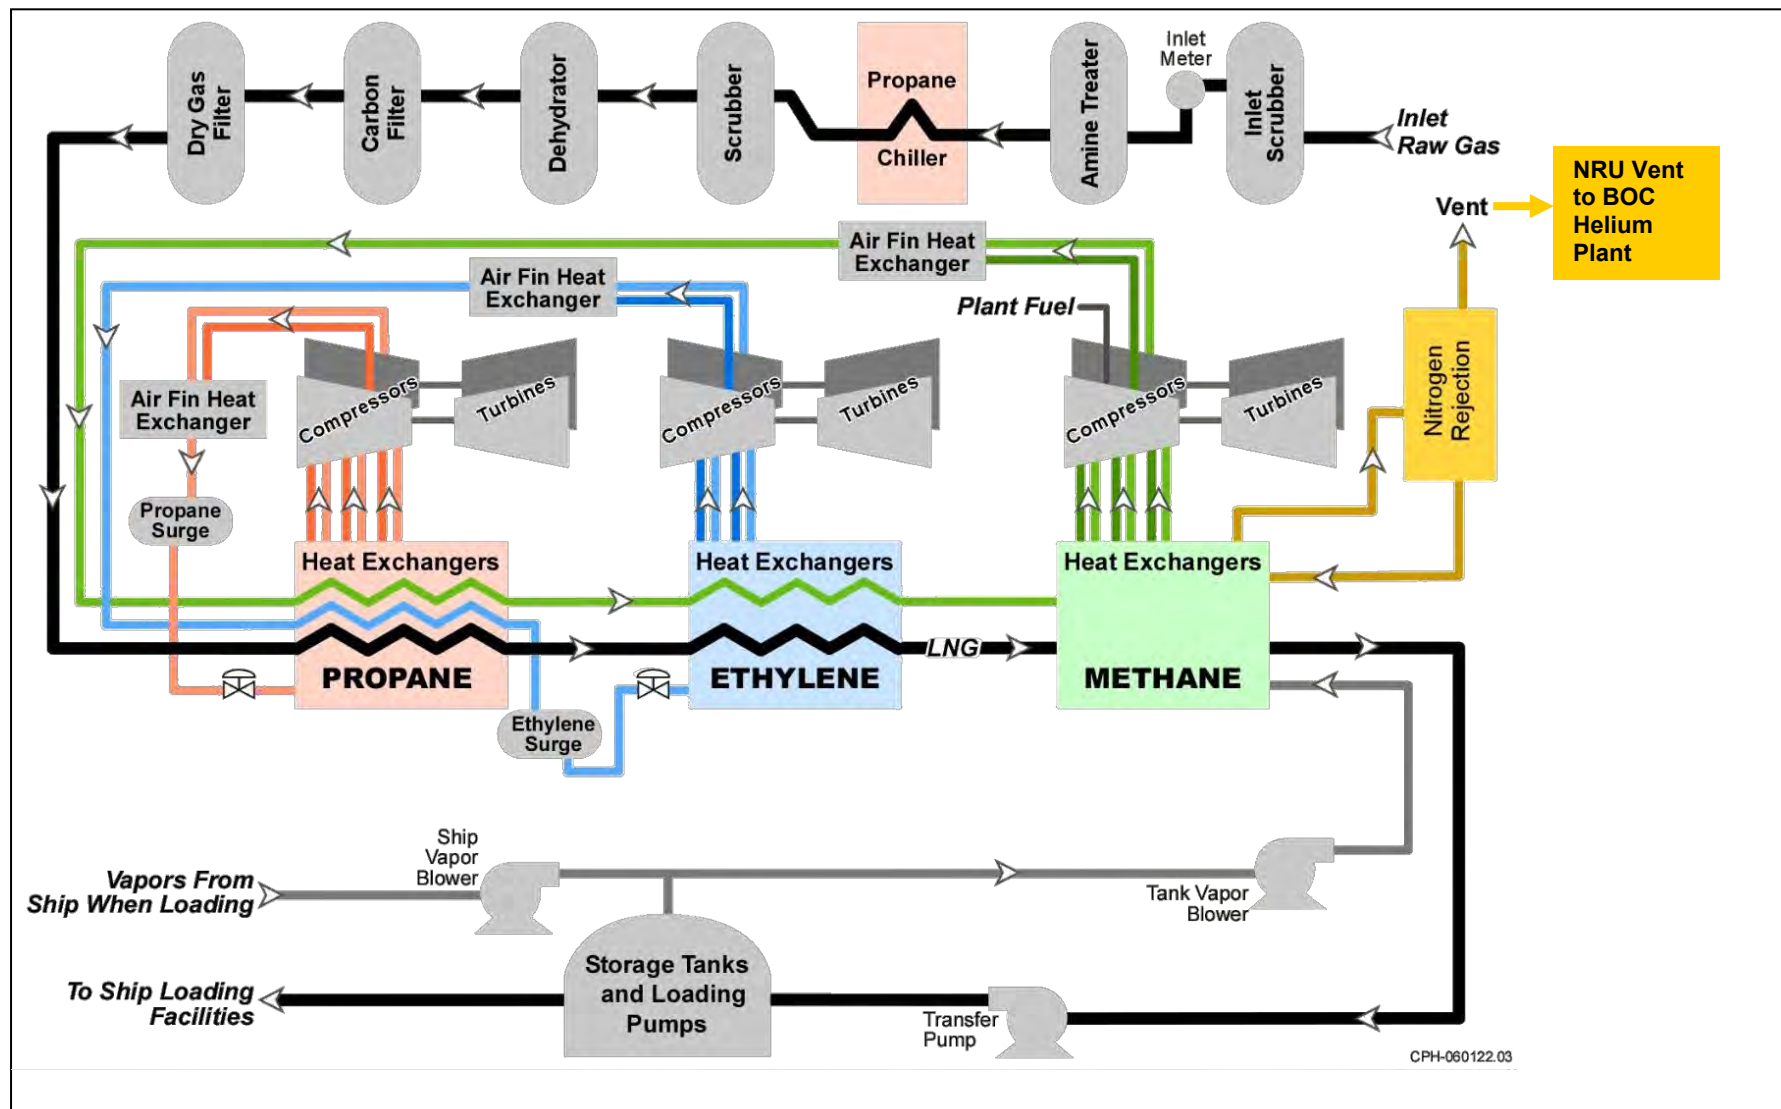 Dry Gas
Filter
Carbon
Filter
Dehydrator
Scrubber
Propane
Chiller
Amine Treater
Inlet
Meter
Inlet
Scrubber
Inlet
Raw Gas
NRU Vent
to BOC
Helium
Plant
Vent
Air Fin Heat
Exchanger
Air Fin Heat
Exchanger
Plant Fuel
Air Fin Heat
Exchanger
Compressors
Turbines
Compressors
Turbines
Compressors
Turbines
Nitrogen
Rejection
Propane
Surge
Heat Exchangers
PROPANE
Heat Exchangers
ETHYLENE
LNG
Heat Exchangers
METHANE
Ethylene
Surge
Ship
Vapor
Blower
Vapors From
Ship When Loading
Tank Vapor
Blower
Storage Tanks
and Loading
Pumps
To Ship Loading
Facilities
Transfer
Pump
CPH-060122.03